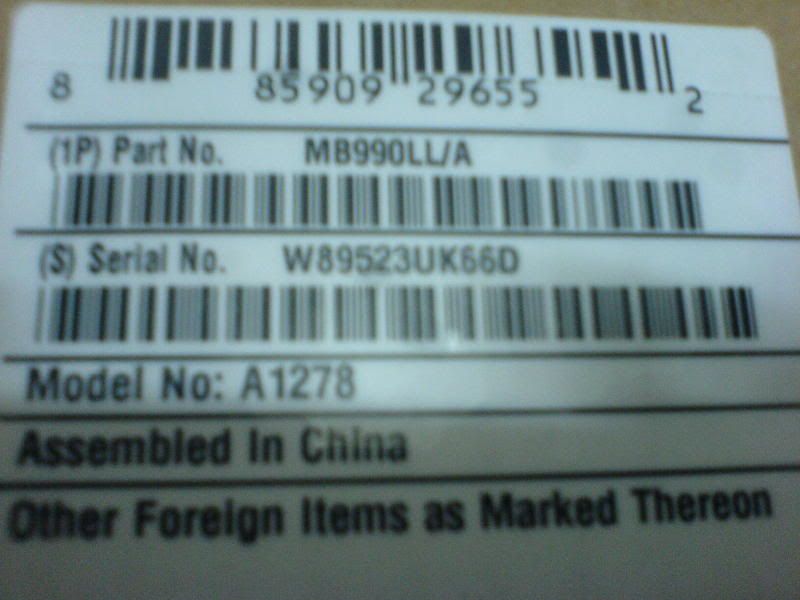 8 85909 29655 2
(1P) Part No. MB990LL/A
(S) Serial No. W89523UK66D
Model No: A1278
Assembled In China
Other Foreign Items as Marked Thereon